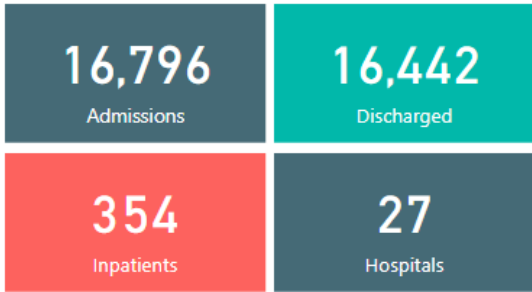 16,796
Admissions
16,442
Discharged
354
Inpatients
27
Hospitals